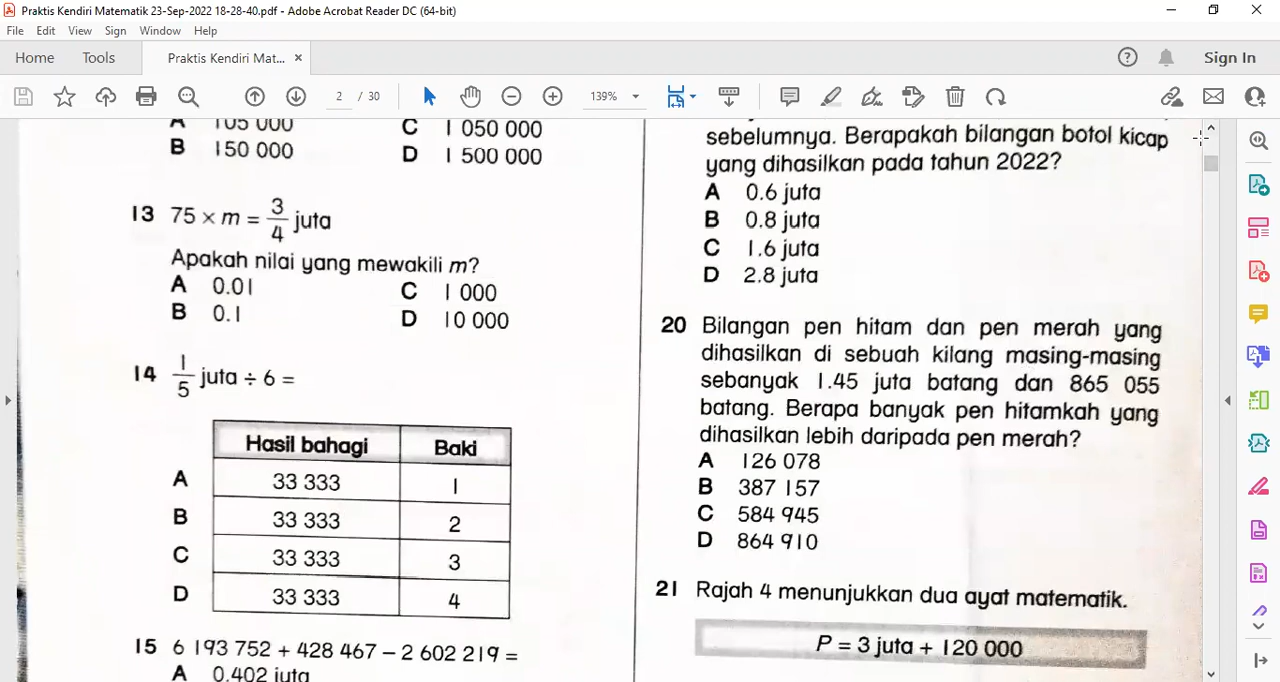 Praktis Kendiri Matematik 23-Sep-2022 18-28-40.pdf - Adobe Acrobat Reader DC (64-bit)
File Edit View Sign Window Help
Home Tools Praktis Kendiri Mat... × Sign In
2 / 30 139%
A 105 000 C 1 050 000
B 150 000 D 1 500 000
13 75 × m = 3/4 juta
Apakah nilai yang mewakili m?
A 0.01 C 1 000
B 0.1 D 10 000
14 1/5 juta ÷ 6 =
Hasil bahagi Baki
A 33 333 1
B 33 333 2
C 33 333 3
D 33 333 4
15 6 193 752 + 428 467 – 2 602 219 =
A 0.402 juta
sebelumnya. Berapakah bilangan botol kicap
yang dihasilkan pada tahun 2022?
A 0.6 juta
B 0.8 juta
C 1.6 juta
D 2.8 juta
20 Bilangan pen hitam dan pen merah yang
dihasilkan di sebuah kilang masing-masing
sebanyak 1.45 juta batang dan 865 055
batang. Berapa banyak pen hitamkah yang
dihasilkan lebih daripada pen merah?
A 126 078
B 387 157
C 584 945
D 864 910
21 Rajah 4 menunjukkan dua ayat matematik.
P = 3 juta + 120 000